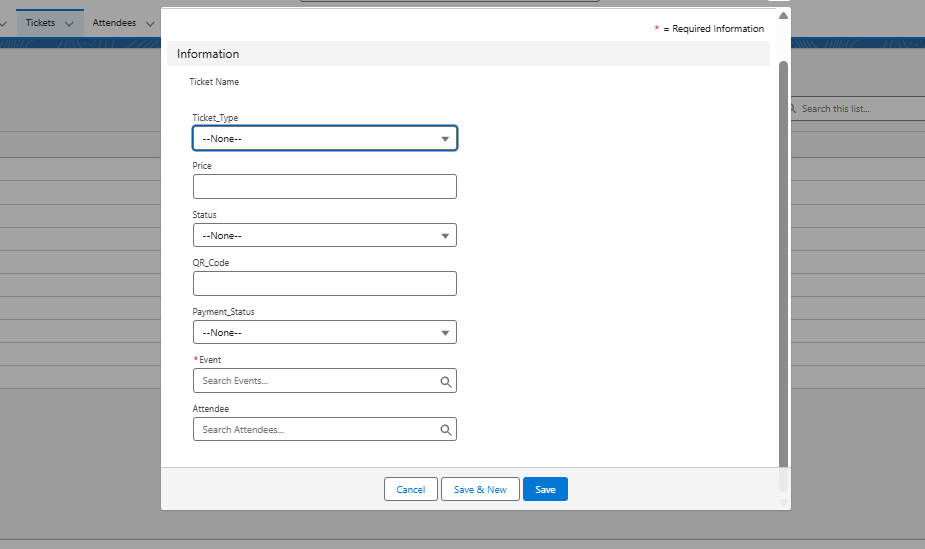 Tickets
Attendees
* = Required Information
Information
Ticket Name
Search this list...
Ticket_Type
--None--
Price
Status
--None--
QR_Code
Payment_Status
--None--
*Event
Search Events...
Attendee
Search Attendees...
Cancel
Save & New
Save